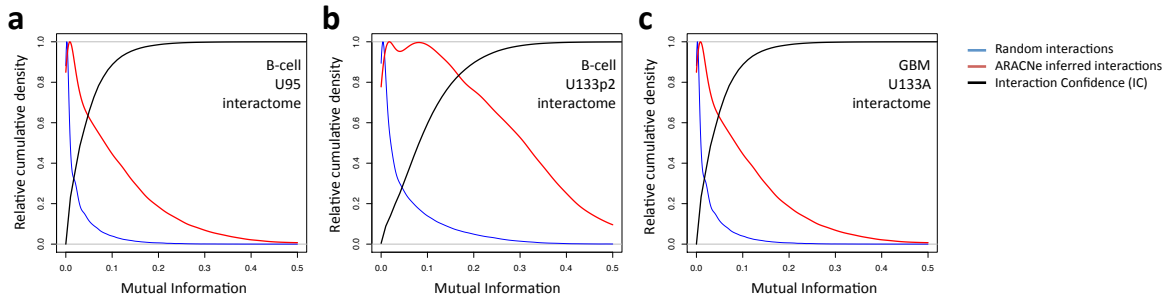 a
Relative cumulative density
1.0
0.8
0.6
0.4
0.2
0.0
B-cell
U95
interactome
0.0 0.1 0.2 0.3 0.4 0.5
Mutual Information
b
Relative cumulative density
1.0
0.8
0.6
0.4
0.2
0.0
B-cell
U133p2
interactome
0.0 0.1 0.2 0.3 0.4 0.5
Mutual Information
c
Relative cumulative density
1.0
0.8
0.6
0.4
0.2
0.0
GBM
U133A
interactome
0.0 0.1 0.2 0.3 0.4 0.5
Mutual Information
Random interactions
ARACNe inferred interactions
Interaction Confidence (IC)